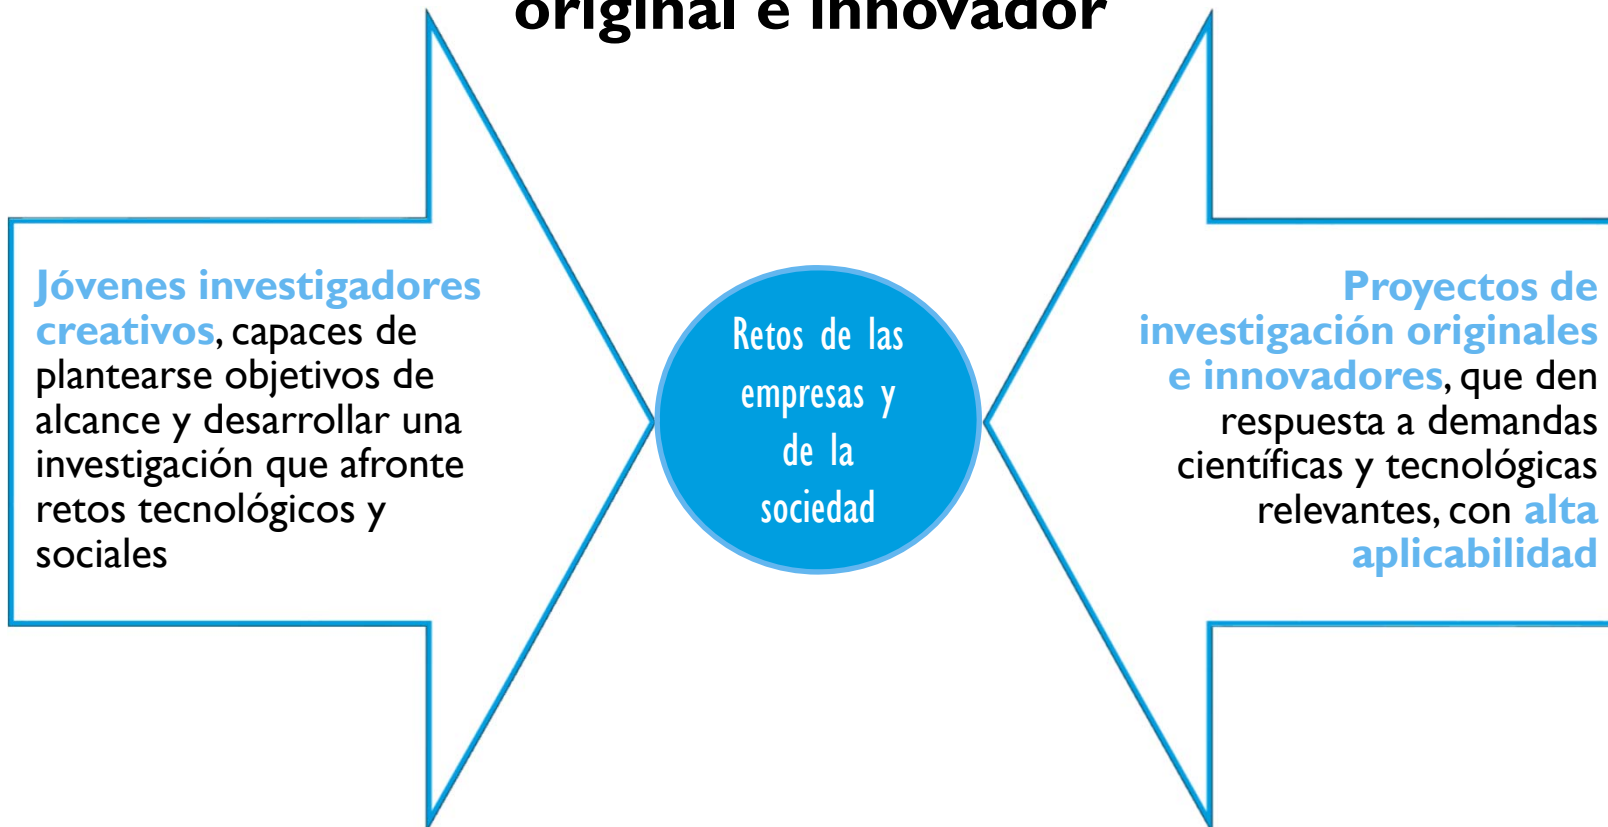 original e innovador
Jóvenes investigadores
creativos, capaces de
plantearse objetivos de
alcance y desarrollar una
investigación que afronte
retos tecnológicos y
sociales
Retos de las
empresas y
de la
sociedad
Proyectos de
investigación originales
e innovadores, que den
respuesta a demandas
científicas y tecnológicas
relevantes, con alta
aplicabilidad